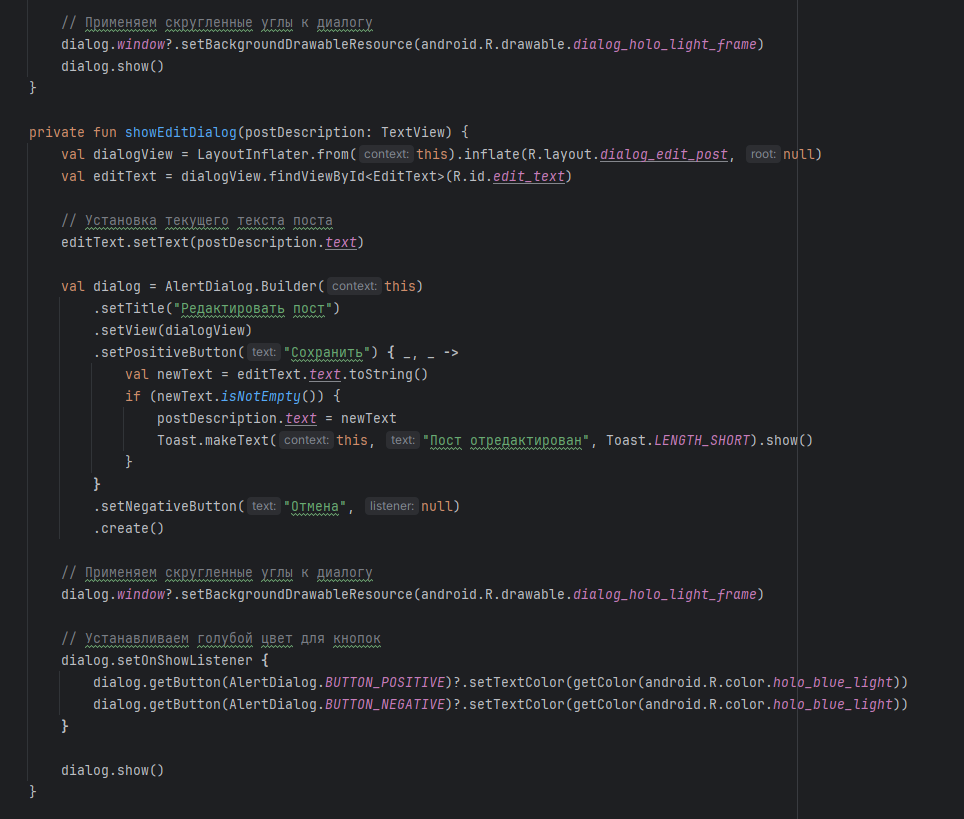 // Применяем скругленные углы к диалогу
dialog.window?.setBackgroundDrawableResource(android.R.drawable.dialog_holo_light_frame)
dialog.show()
}
private fun showEditDialog(postDescription: TextView) {
val dialogView = LayoutInflater.from( context: this).inflate(R.layout.dialog_edit_post, root: null)
val editText = dialogView.findViewById<EditText>(R.id.edit_text)
// Установка текущего текста поста
editText.setText(postDescription.text)
val dialog = AlertDialog.Builder( context: this)
.setTitle("Редактировать пост")
.setView(dialogView)
.setPositiveButton( text: "Сохранить") { _, _ ->
val newText = editText.text.toString()
if (newText.isNotEmpty()) {
postDescription.text = newText
Toast.makeText( context: this, text: "Пост отредактирован", Toast.LENGTH_SHORT).show()
}
}
.setNegativeButton( text: "Отмена", listener: null)
.create()
// Применяем скругленные углы к диалогу
dialog.window?.setBackgroundDrawableResource(android.R.drawable.dialog_holo_light_frame)
// Устанавливаем голубой цвет для кнопок
dialog.setOnShowListener {
dialog.getButton(AlertDialog.BUTTON_POSITIVE)?.setTextColor(getColor(android.R.color.holo_blue_light))
dialog.getButton(AlertDialog.BUTTON_NEGATIVE)?.setTextColor(getColor(android.R.color.holo_blue_light))
}
dialog.show()
}